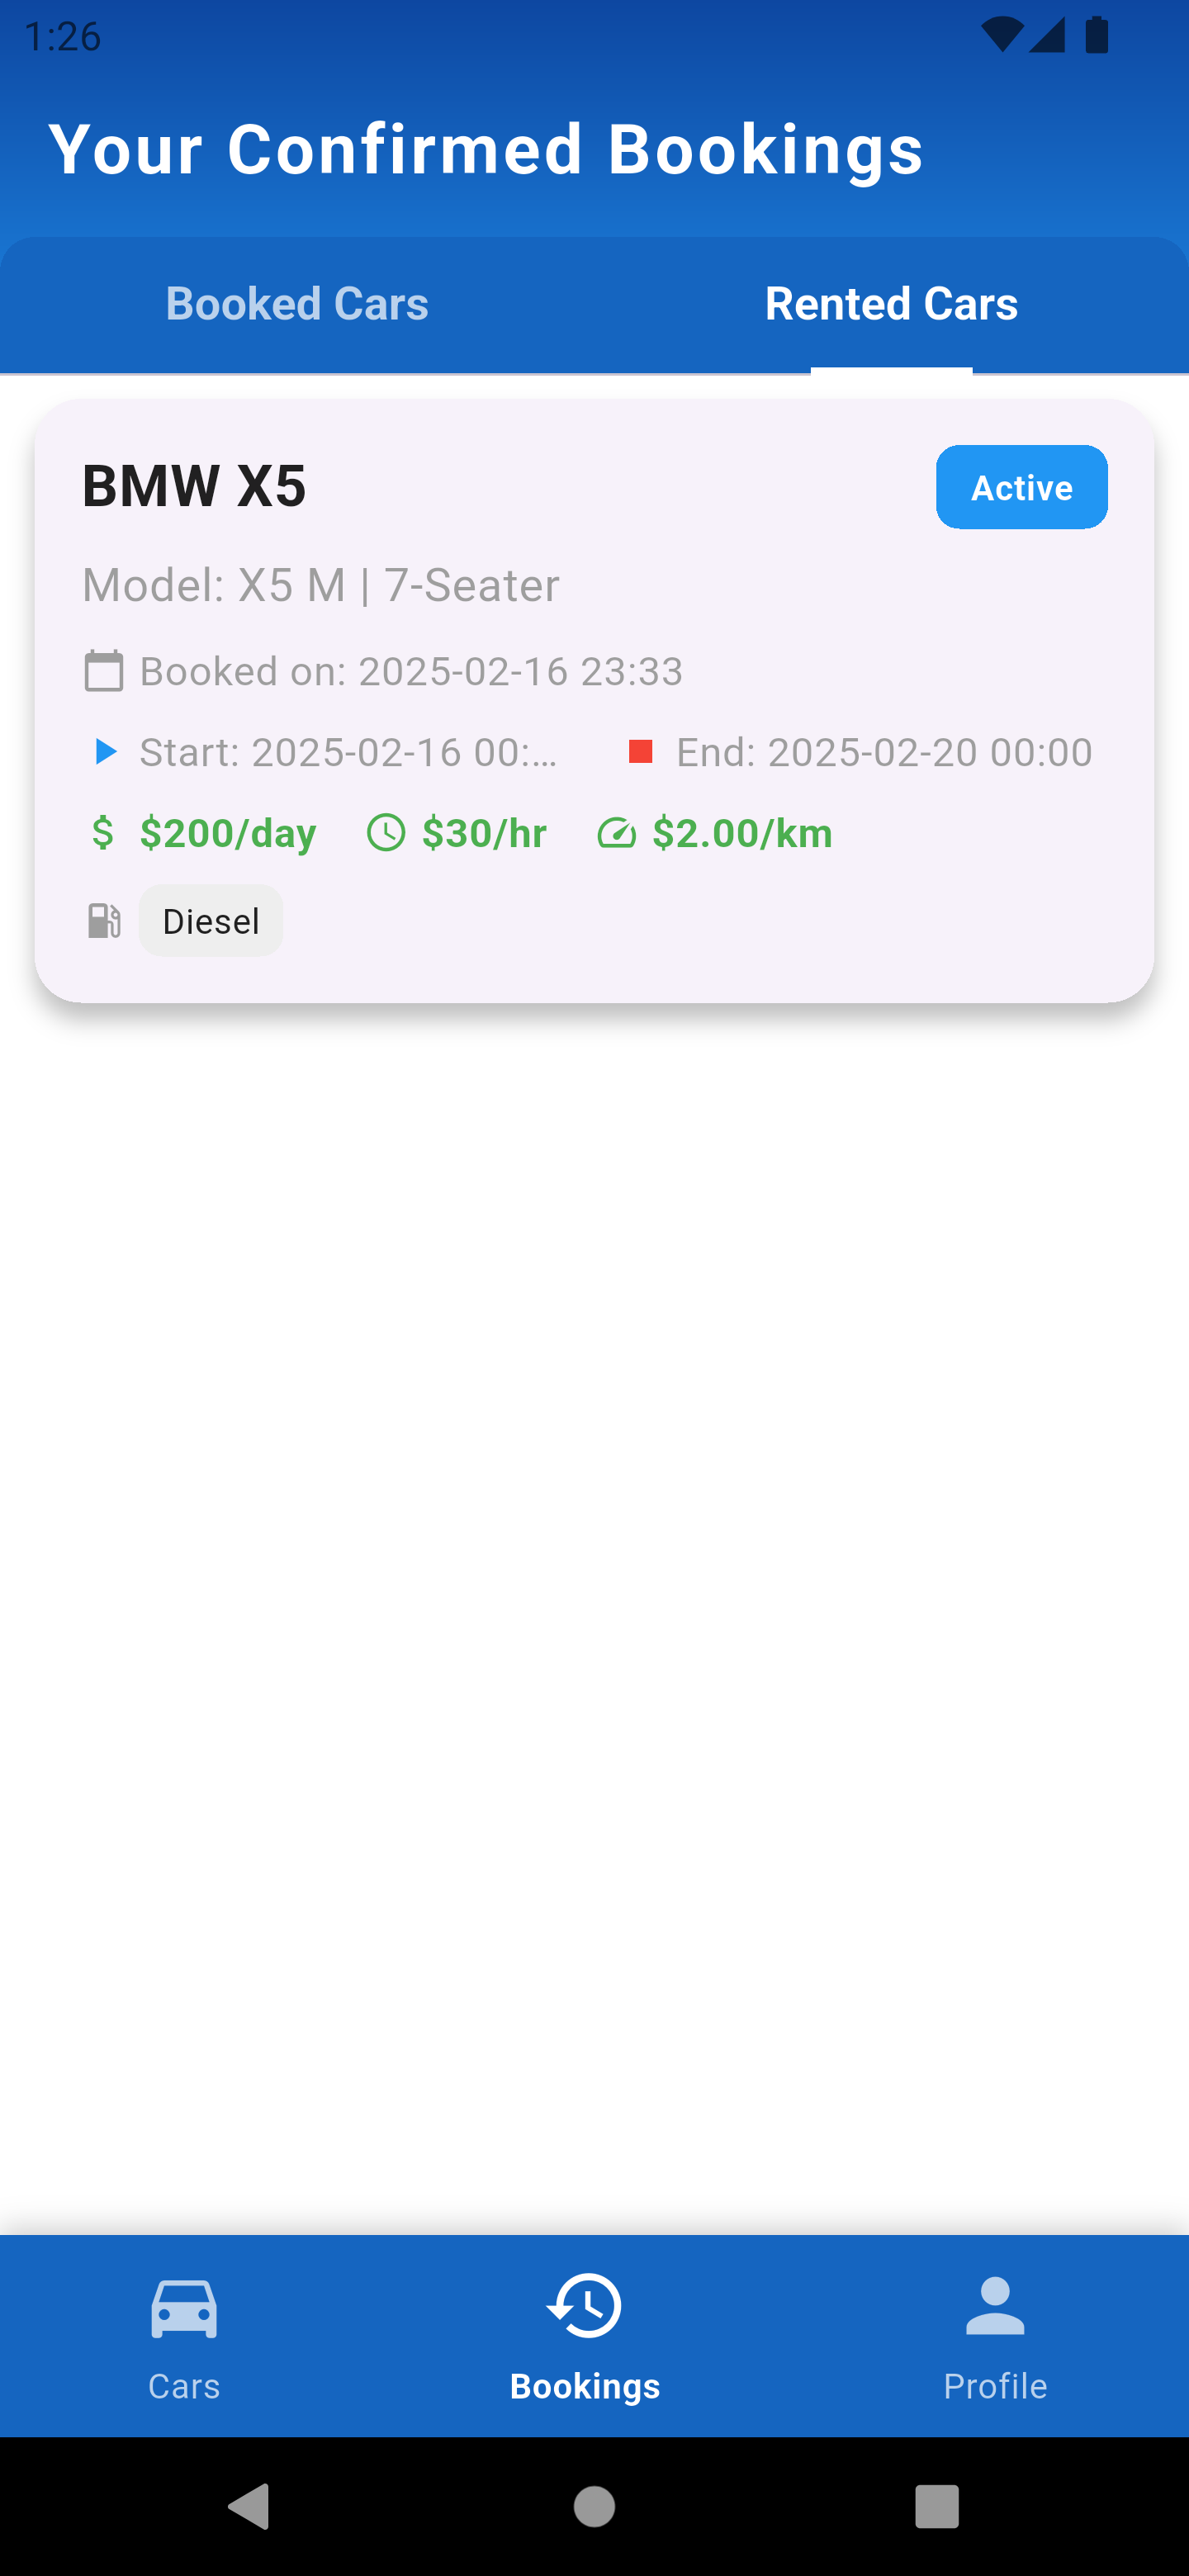 1:26
Your Confirmed Bookings
Booked Cars
Rented Cars
BMW X5
Active
Model: X5 M | 7-Seater
Booked on: 2025-02-16 23:33
Start: 2025-02-16 00:...
End: 2025-02-20 00:00
$ $200/day
$30/hr
$2.00/km
Diesel
Cars
Bookings
Profile